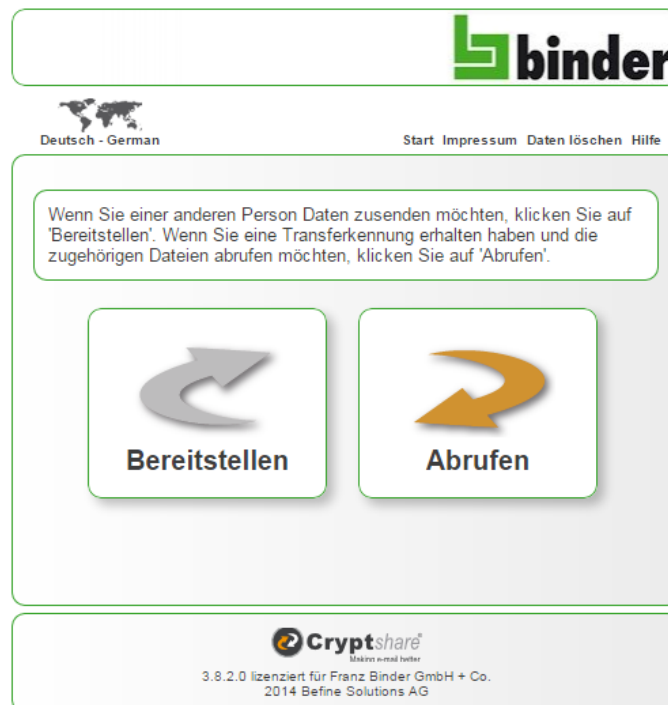 binder
Deutsch - German
Start Impressum Daten löschen Hilfe
Wenn Sie einer anderen Person Daten zusenden möchten, klicken Sie auf
'Bereitstellen'. Wenn Sie eine Transferkennung erhalten haben und die
zugehörigen Dateien abrufen möchten, klicken Sie auf 'Abrufen'.
Bereitstellen
Abrufen
Cryptshare
Making e-mail better
3.8.2.0 lizenziert für Franz Binder GmbH + Co.
2014 Befine Solutions AG